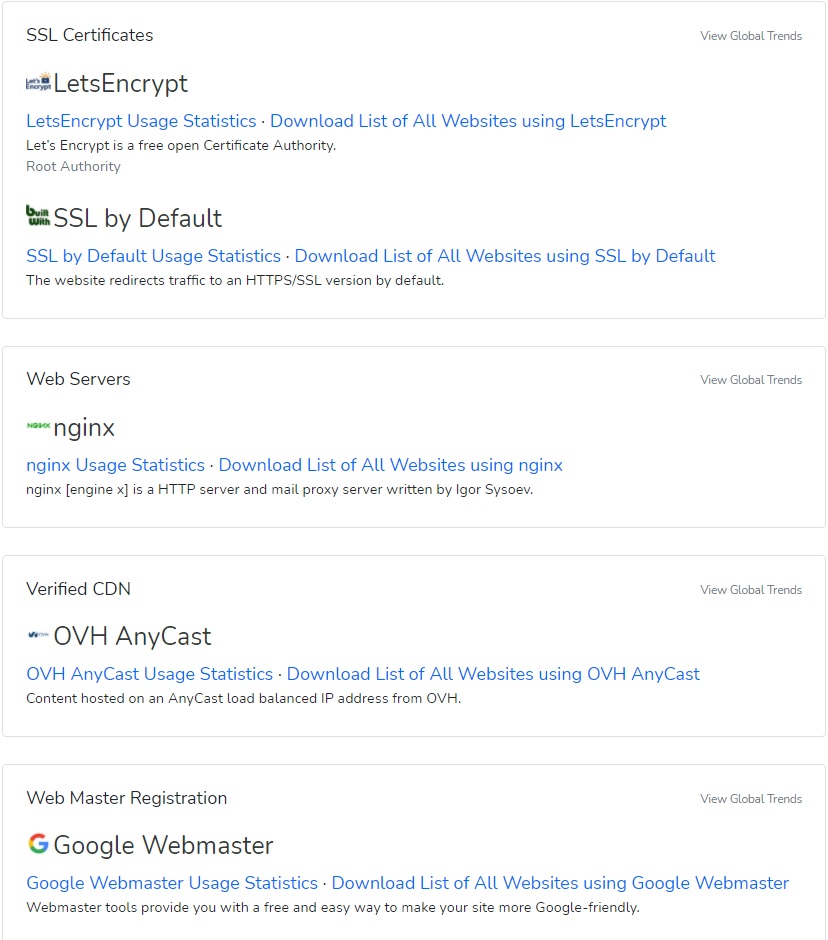 SSL Certificates View Global Trends
Let's Encrypt LetsEncrypt
LetsEncrypt Usage Statistics · Download List of All Websites using LetsEncrypt
Let’s Encrypt is a free open Certificate Authority.
Root Authority
built with SSL by Default
SSL by Default Usage Statistics · Download List of All Websites using SSL by Default
The website redirects traffic to an HTTPS/SSL version by default.
Web Servers View Global Trends
NGINX nginx
nginx Usage Statistics · Download List of All Websites using nginx
nginx [engine x] is a HTTP server and mail proxy server written by Igor Sysoev.
Verified CDN View Global Trends
OVH AnyCast
OVH AnyCast Usage Statistics · Download List of All Websites using OVH AnyCast
Content hosted on an AnyCast load balanced IP address from OVH.
Web Master Registration View Global Trends
G Google Webmaster
Google Webmaster Usage Statistics · Download List of All Websites using Google Webmaster
Webmaster tools provide you with a free and easy way to make your site more Google-friendly.